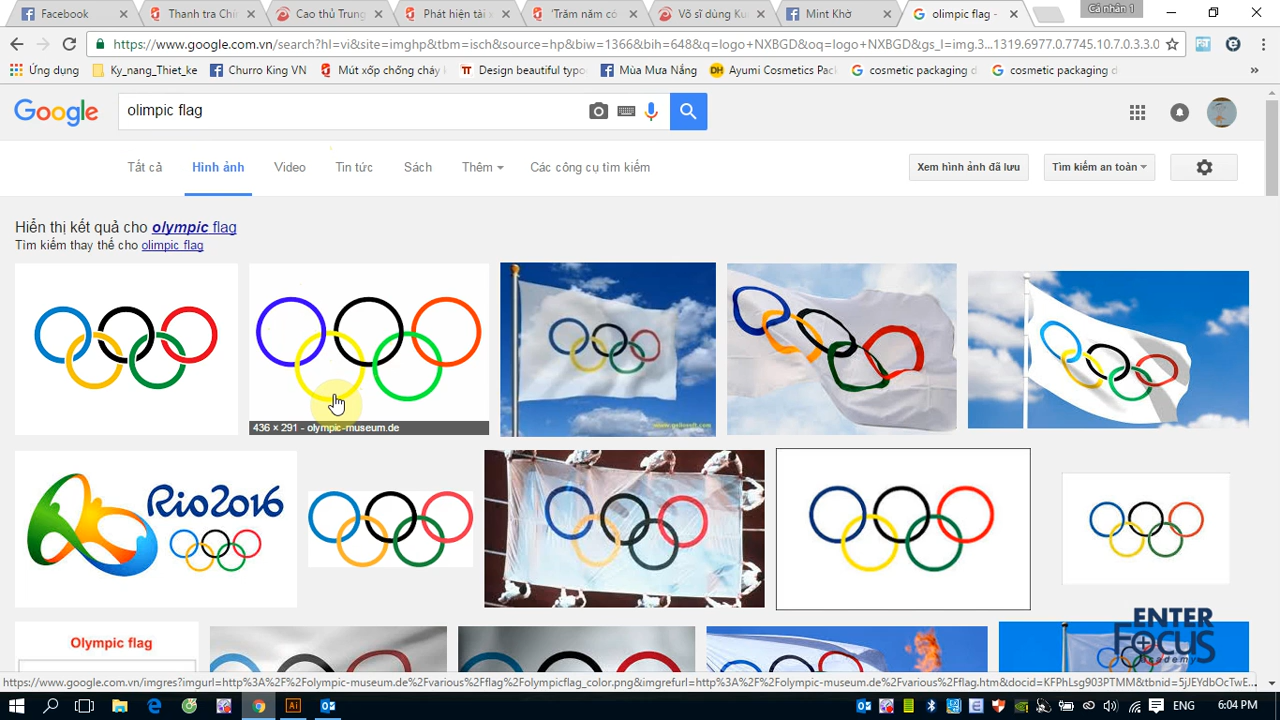 Facebook
Thanh tra Chín
Cao thủ Trung
Phát hiện tài x
'Trăm năm có
Võ sĩ dùng Ku
Mint Khờ
olimpic flag -
Cá nhân 1
https://www.google.com.vn/search?hl=vi&site=imghp&tbm=isch&source=hp&biw=1366&bih=648&q=logo+NXBGD&oq=logo+NXBGD&gs_l=img.3...1319.6977.0.7745.10.7.0.3.3.0
Ứng dụng
Ky_nang_Thiet_ke
Churro King VN
Mút xốp chống cháy
Design beautiful typo
Mùa Mưa Nắng
Ayumi Cosmetics Pac
cosmetic packaging d
cosmetic packaging d
Google
olimpic flag
Tất cả
Hình ảnh
Video
Tin tức
Sách
Thêm
Các công cụ tìm kiếm
Xem hình ảnh đã lưu
Tìm kiếm an toàn
Hiển thị kết quả cho olympic flag
Tìm kiếm thay thế cho olimpic flag
436 × 291 - olympic-museum.de
Rio2016
Olympic flag
ENTER
FOCUS
academy
https://www.google.com.vn/imgres?imgurl=http%3A%2F%2Folympic-museum.de%2Fvarious%2Fflag%2Folympicflag_color.png&imgrefurl=http%3A%2F%2Folympic-museum.de%2Fvarious%2Fflag.htm&docid=KFPhLsg903PTMM&tbnid=5jJEYdbOcTwE...
Ai
ENG
6:04 PM